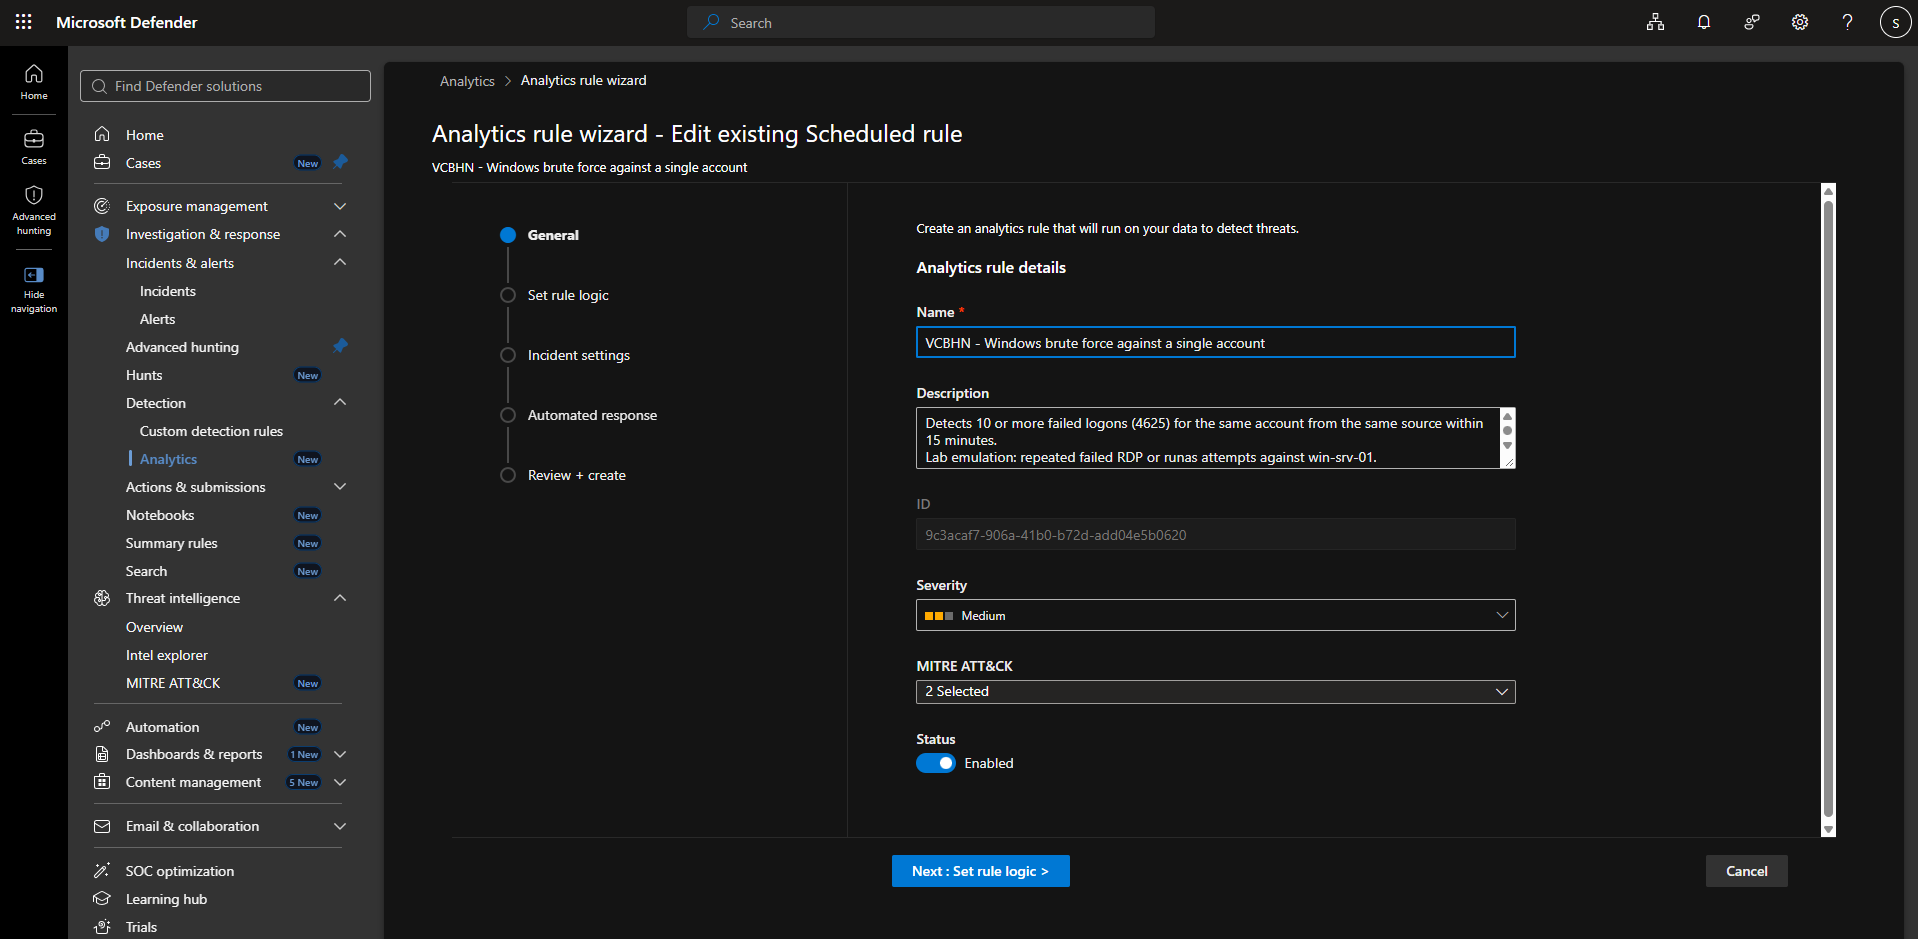 Microsoft Defender
Search
S
Home
Cases
Advanced
hunting
Hide
navigation
Find Defender solutions
Home
Cases New
Exposure management
Investigation & response
Incidents & alerts
Incidents
Alerts
Advanced hunting
Hunts New
Detection
Custom detection rules
Analytics New
Actions & submissions
Notebooks New
Summary rules New
Search New
Threat intelligence
Overview
Intel explorer
MITRE ATT&CK New
Automation New
Dashboards & reports 1 New
Content management 5 New
Email & collaboration
SOC optimization
Learning hub
Trials
Analytics > Analytics rule wizard
Analytics rule wizard - Edit existing Scheduled rule
VCBHN - Windows brute force against a single account
General
Set rule logic
Incident settings
Automated response
Review + create
Create an analytics rule that will run on your data to detect threats.
Analytics rule details
Name *
VCBHN - Windows brute force against a single account
Description
Detects 10 or more failed logons (4625) for the same account from the same source within
15 minutes.
Lab emulation: repeated failed RDP or runas attempts against win-srv-01.
ID
9c3acaf7-906a-41b0-b72d-add04e5b0620
Severity
Medium
MITRE ATT&CK
2 Selected
Status
Enabled
Next : Set rule logic >
Cancel